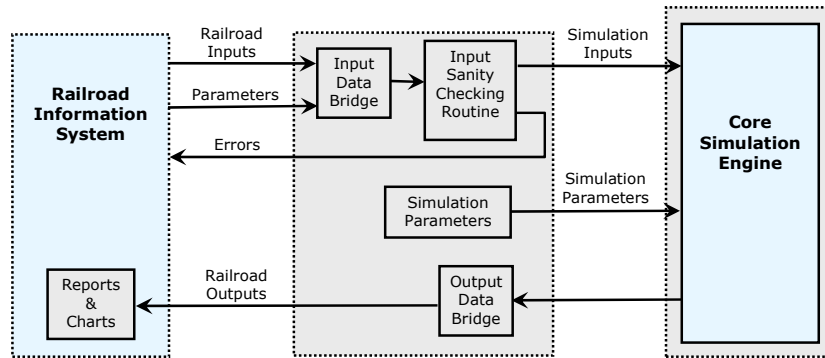 Railroad
Inputs
Parameters
Errors
Railroad
Information
System
Railroad
Outputs
Reports
&
Charts
Input
Data
Bridge
Input
Sanity
Checking
Routine
Simulation
Parameters
Output
Data
Bridge
Simulation
Inputs
Simulation
Parameters
Core
Simulation
Engine